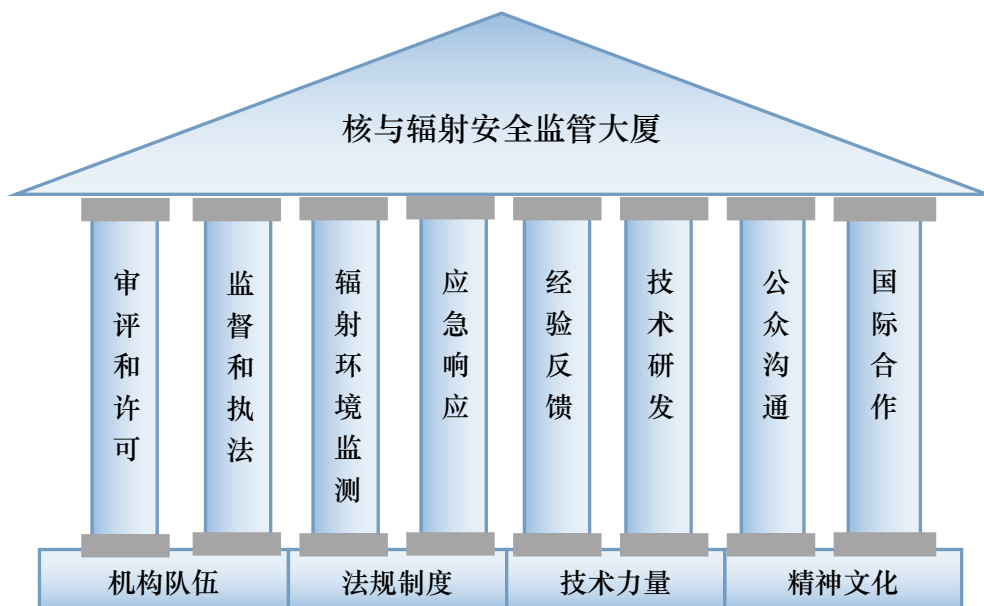 核与辐射安全监管大厦
审评和许可
监督和执法
辐射环境监测
应急响应
经验反馈
技术研发
公众沟通
国际合作
机构队伍
法规制度
技术力量
精神文化